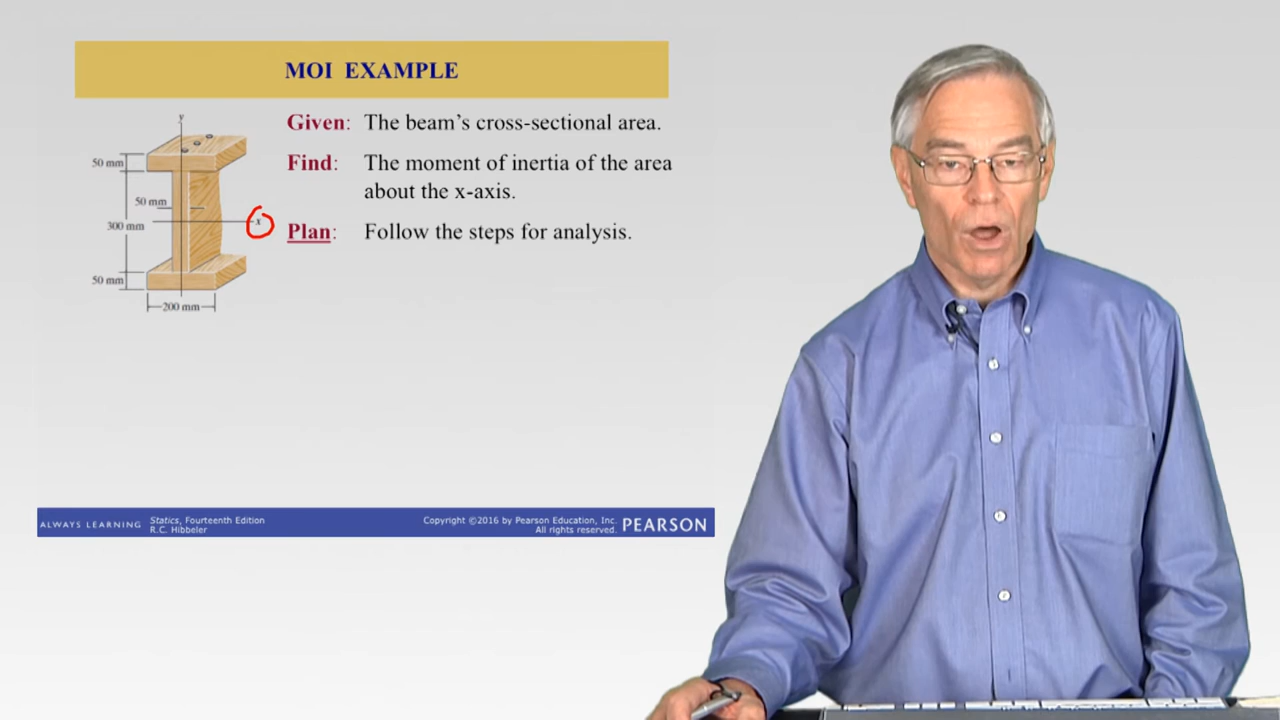 MOI EXAMPLE
y
50 mm
50 mm
x
300 mm
50 mm
200 mm
Given: The beam's cross-sectional area.
Find: The moment of inertia of the area
about the x-axis.
Plan: Follow the steps for analysis.
ALWAYS LEARNING
Statics, Fourteenth Edition
R.C. Hibbeler
Copyright ©2016 by Pearson Education, Inc.
All rights reserved.
PEARSON